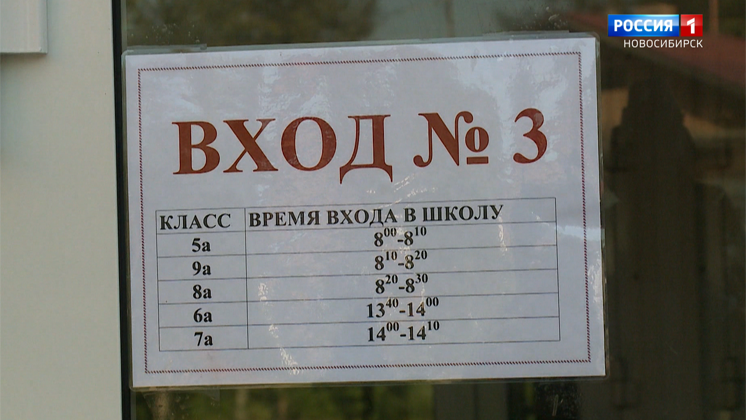 РОССИЯ 1
НОВОСИБИРСК
ВХОД № 3
КЛАСС ВРЕМЯ ВХОДА В ШКОЛУ
5а 8⁰⁰-8¹⁰
9а 8¹⁰-8²⁰
8а 8²⁰-8³⁰
6а 13⁴⁰-14⁰⁰
7а 14⁰⁰-14¹⁰